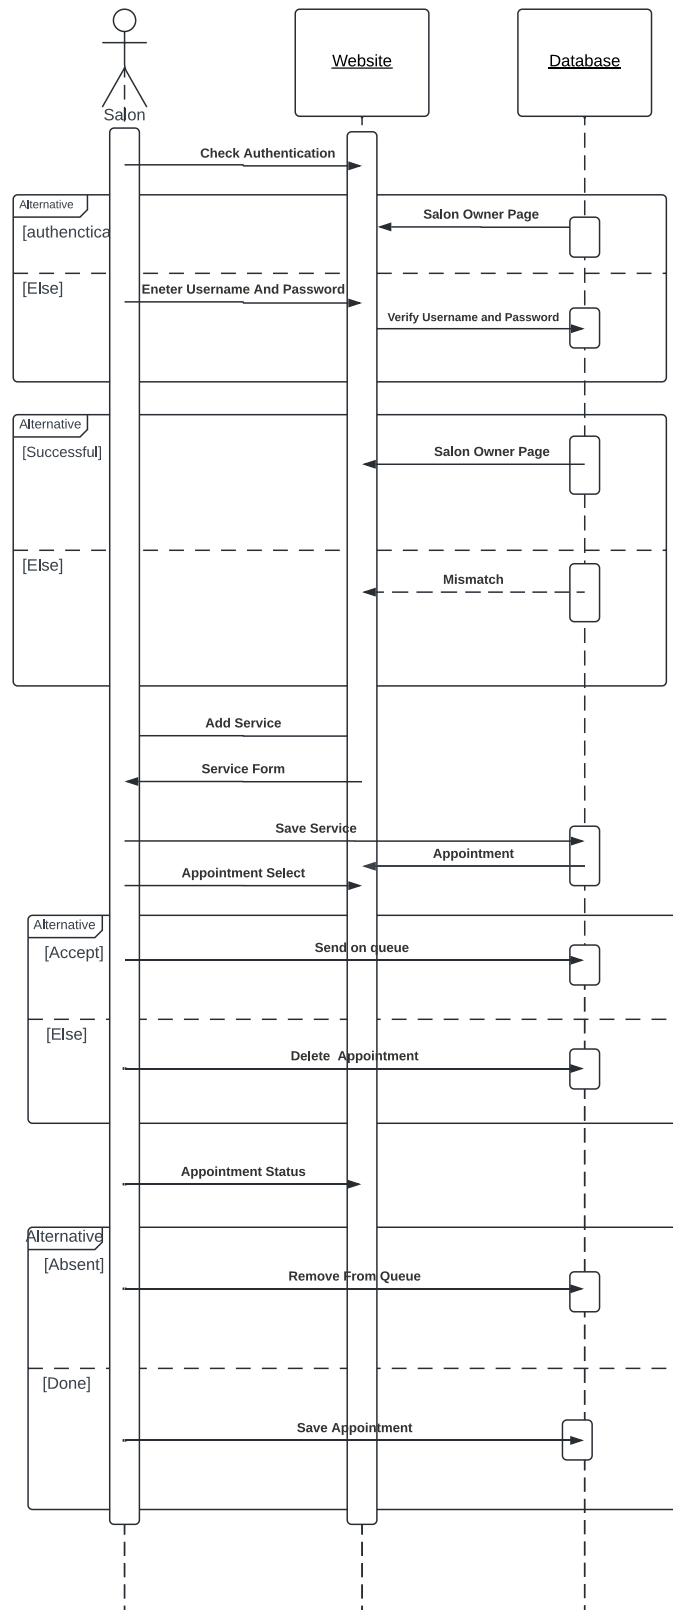 Salon
Website
Database
Check Authentication
Alternative
Salon Owner Page
[authentica
[Else]
Eneter Username And Password
Verify Username and Password
Alternative
[Successful]
Salon Owner Page
[Else]
Mismatch
Add Service
Service Form
Save Service
Appointment
Appointment Select
Alternative
[Accept]
Send on queue
[Else]
Delete Appointment
Appointment Status
Alternative
[Absent]
Remove From Queue
[Done]
Save Appointment